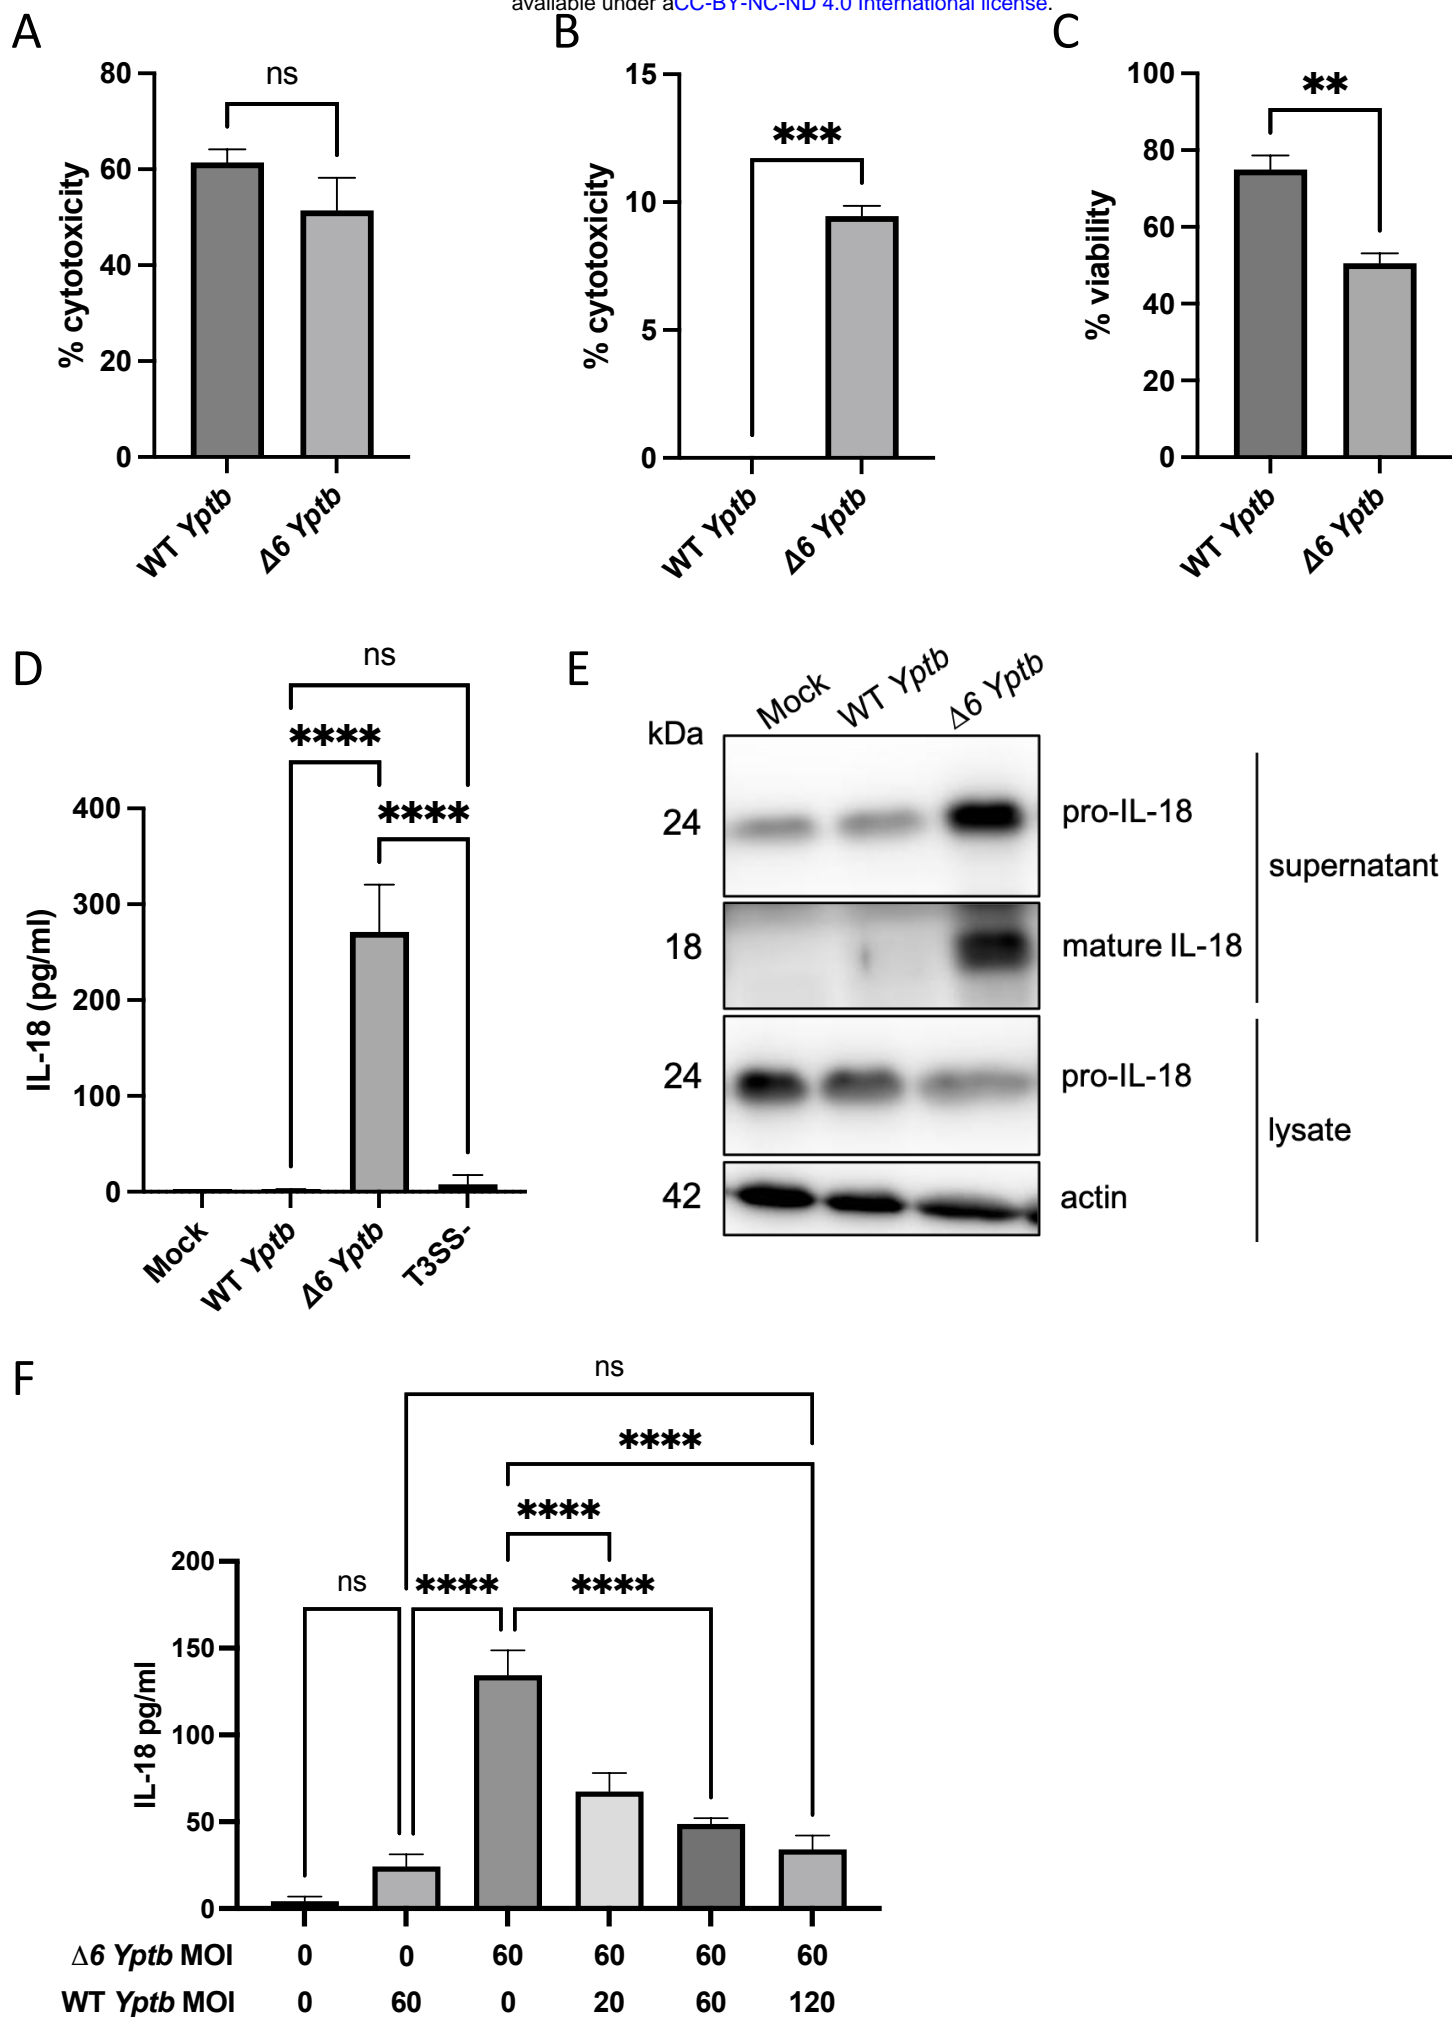 available under aCC-BY-NC-ND 4.0 International license.
A
B
C
80
60
40
20
0
% cytotoxicity
ns
WT Yptb
Δ6 Yptb
15
10
5
0
% cytotoxicity
***
WT Yptb
Δ6 Yptb
100
80
60
40
20
0
% viability
**
WT Yptb
Δ6 Yptb
D
ns
****
****
400
300
200
100
0
IL-18 (pg/ml)
Mock
WT Yptb
Δ6 Yptb
T3SS-
E
kDa
Mock
WT Yptb
Δ6 Yptb
24
pro-IL-18
18
mature IL-18
supernatant
24
pro-IL-18
42
actin
lysate
F
ns
****
****
ns
****
****
200
150
100
50
0
IL-18 pg/ml
Δ6 Yptb MOI 0 0 60 60 60 60
WT Yptb MOI 0 60 0 20 60 120